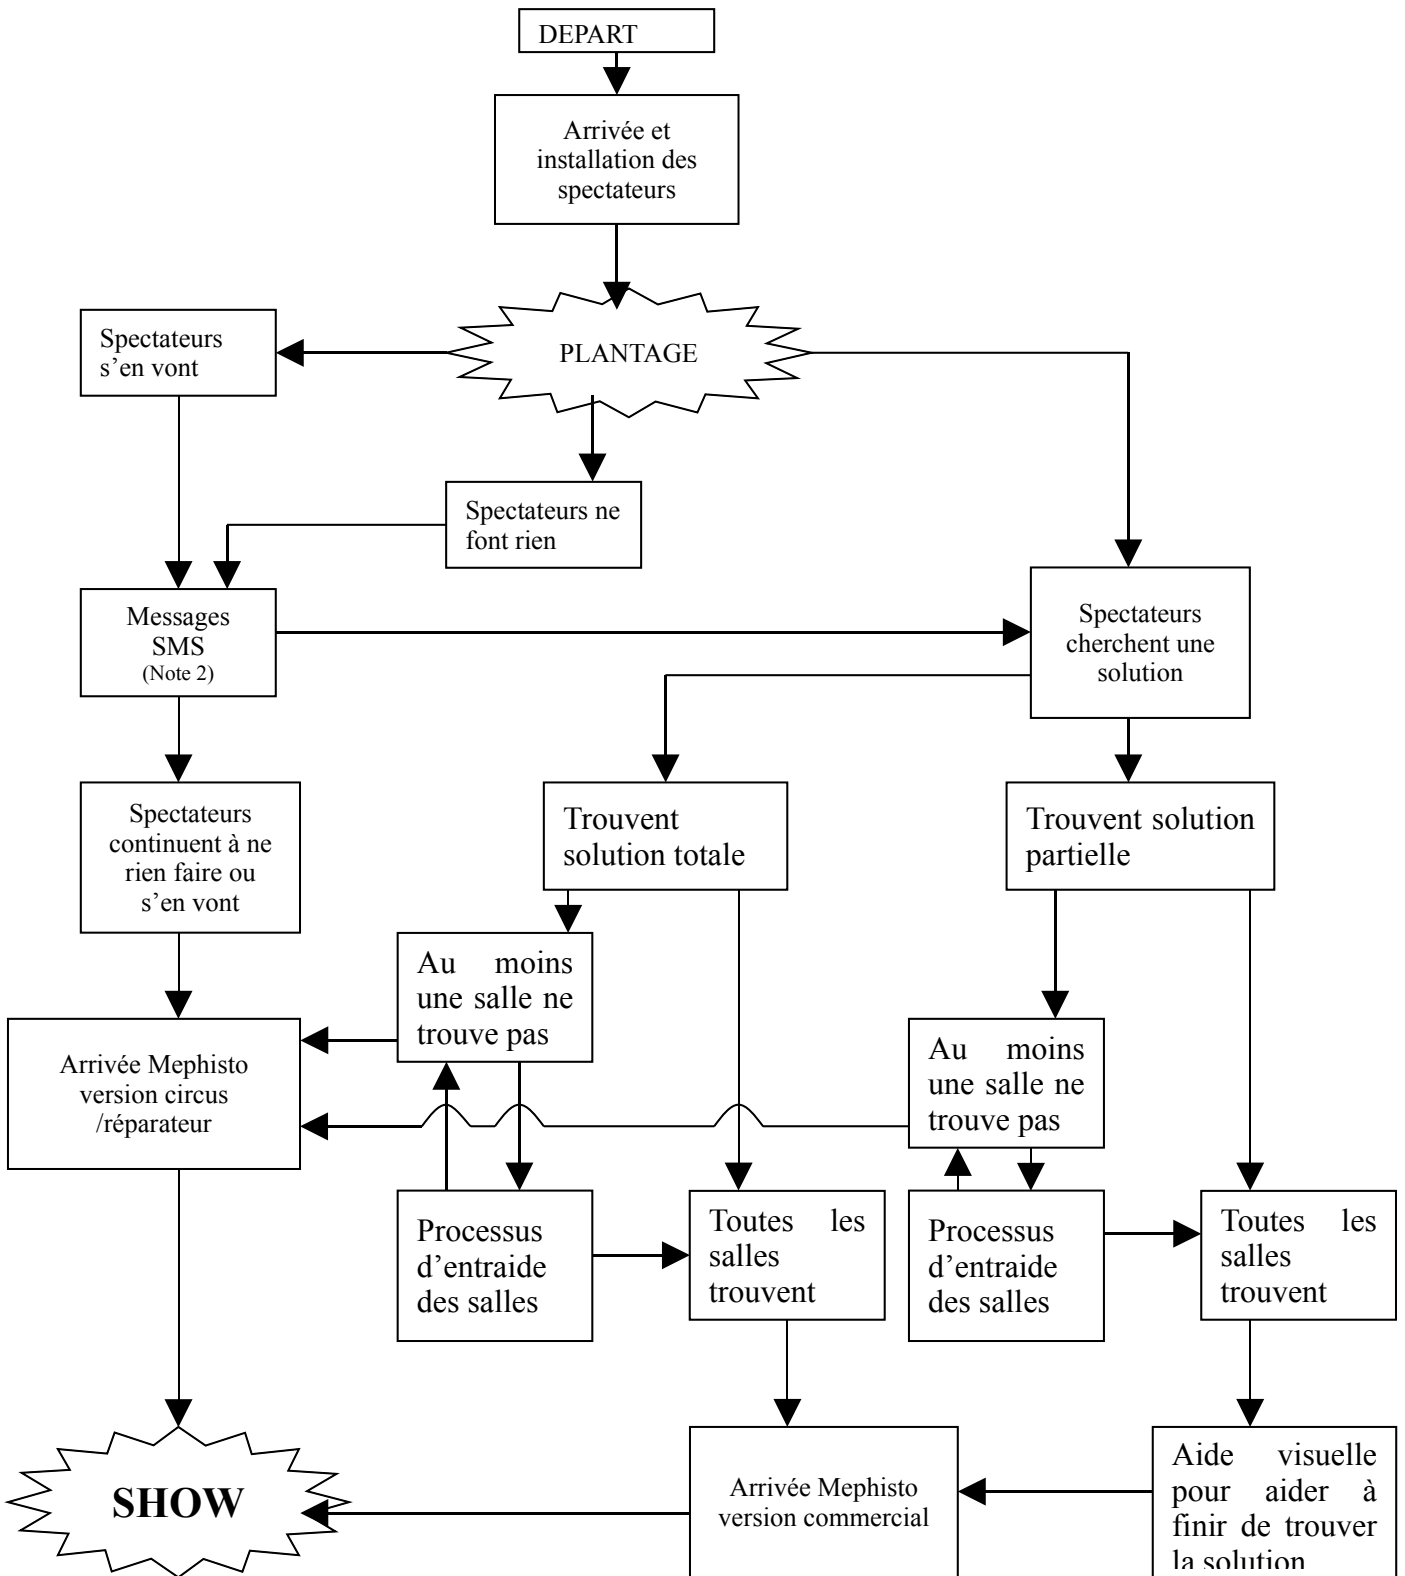 DEPART
Arrivée et
installation des
spectateurs
PLANTAGE
Spectateurs
s’en vont
Spectateurs ne
font rien
Messages
SMS
(Note 2)
Spectateurs
cherchent une
solution
Spectateurs
continuent à ne
rien faire ou
s’en vont
Trouvent
solution totale
Trouvent solution
partielle
Au moins
une salle ne
trouve pas
Arrivée Mephisto
version circus
/réparateur
Au moins
une salle ne
trouve pas
Processus
d’entraide
des salles
Toutes les
salles
trouvent
Processus
d’entraide
des salles
Toutes les
salles
trouvent
SHOW
Arrivée Mephisto
version commercial
Aide visuelle
pour aider à
finir de trouver
la solution